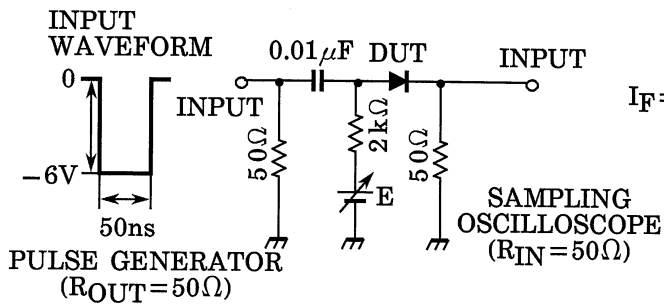 INPUT
WAVEFORM
0
−6V
50ns
PULSE GENERATOR
(ROUT=50Ω)
INPUT
0.01μF
DUT
INPUT
50Ω
2kΩ
E
50Ω
SAMPLING
OSCILLOSCOPE
(RIN=50Ω)
IF=